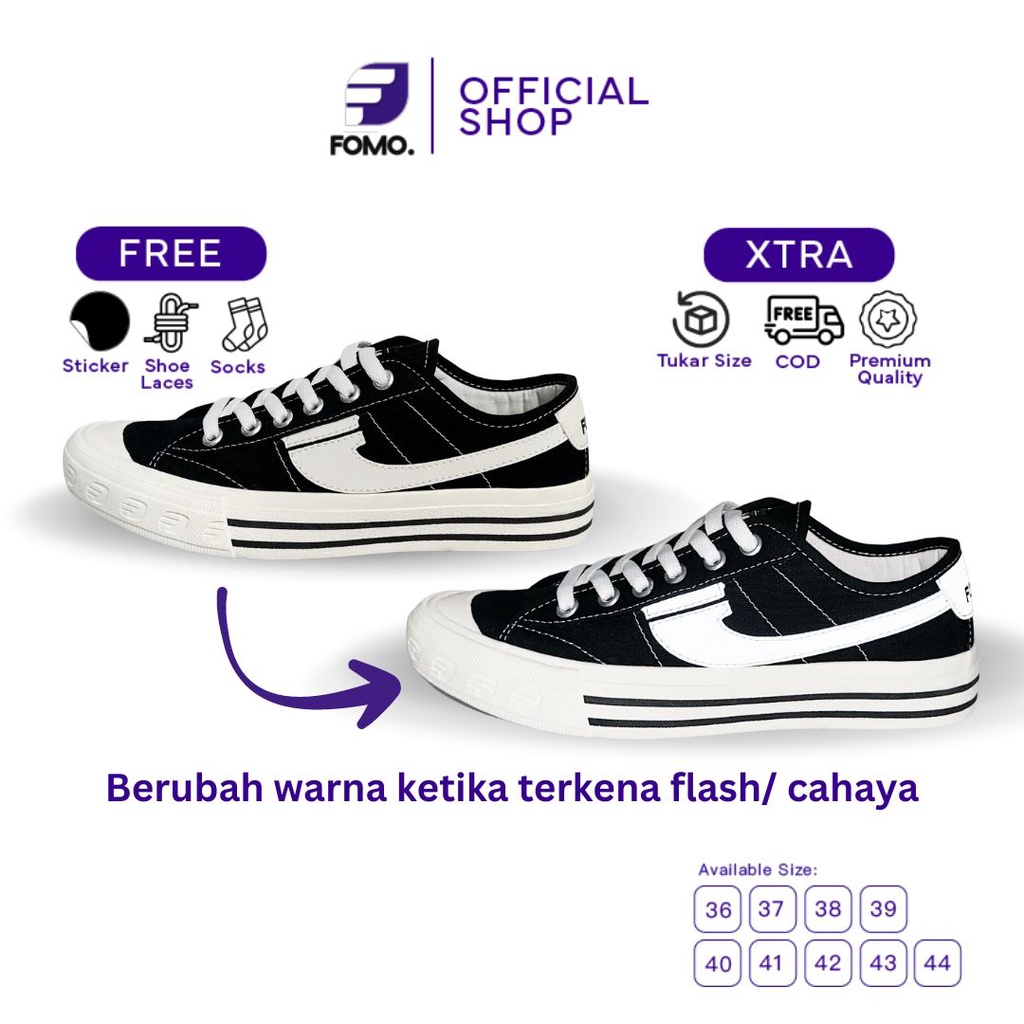 FOMO.
OFFICIAL
SHOP
FREE
Sticker
Shoe
Laces
Socks
XTRA
Tukar Size
FREE
COD
Premium
Quality
Berubah warna ketika terkena flash/ cahaya
Available Size:
36 37 38 39
40 41 42 43 44